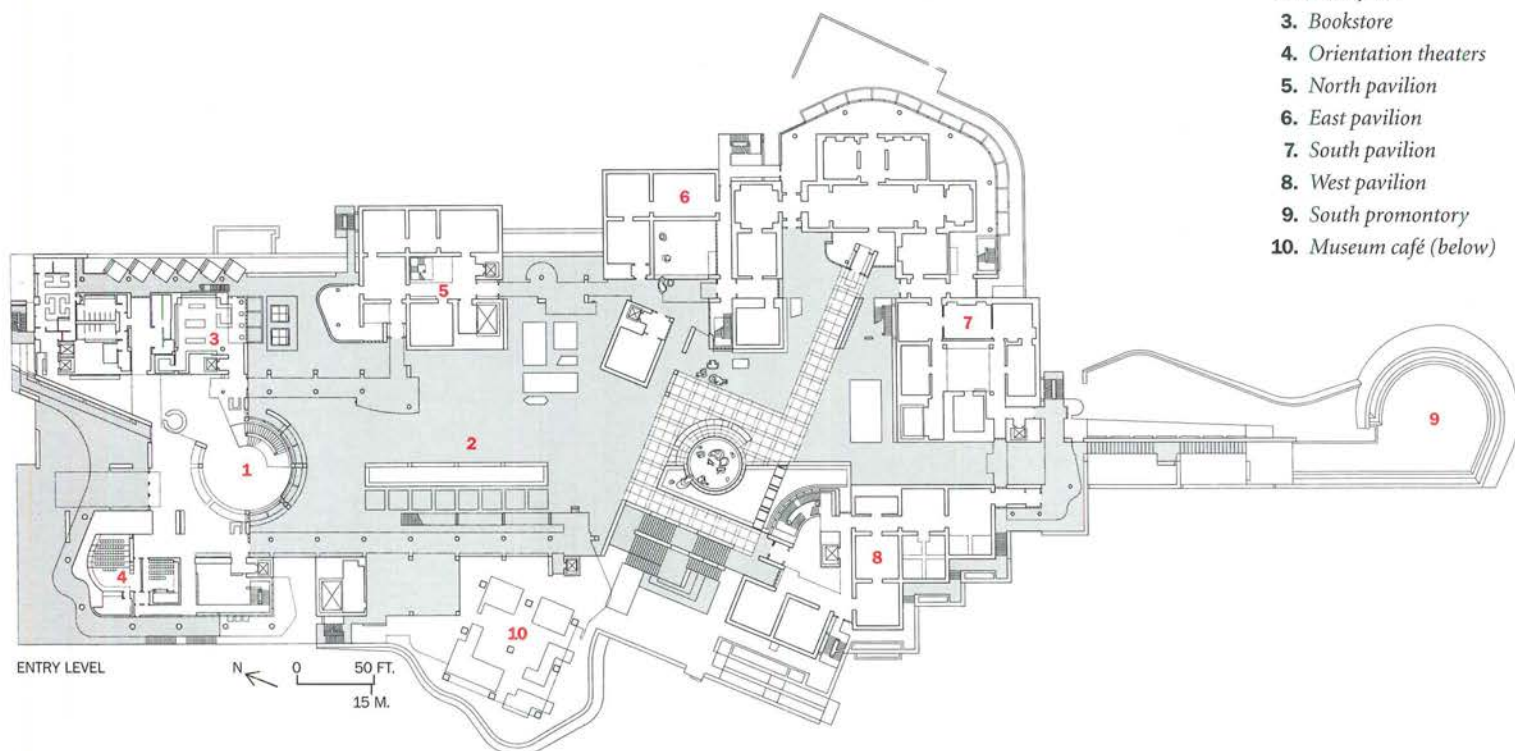 3. Bookstore
4. Orientation theaters
5. North pavilion
6. East pavilion
7. South pavilion
8. West pavilion
9. South promontory
10. Museum café (below)
6
5
3
7
9
2
1
8
4
10
ENTRY LEVEL
N
0 50 FT.
15 M.